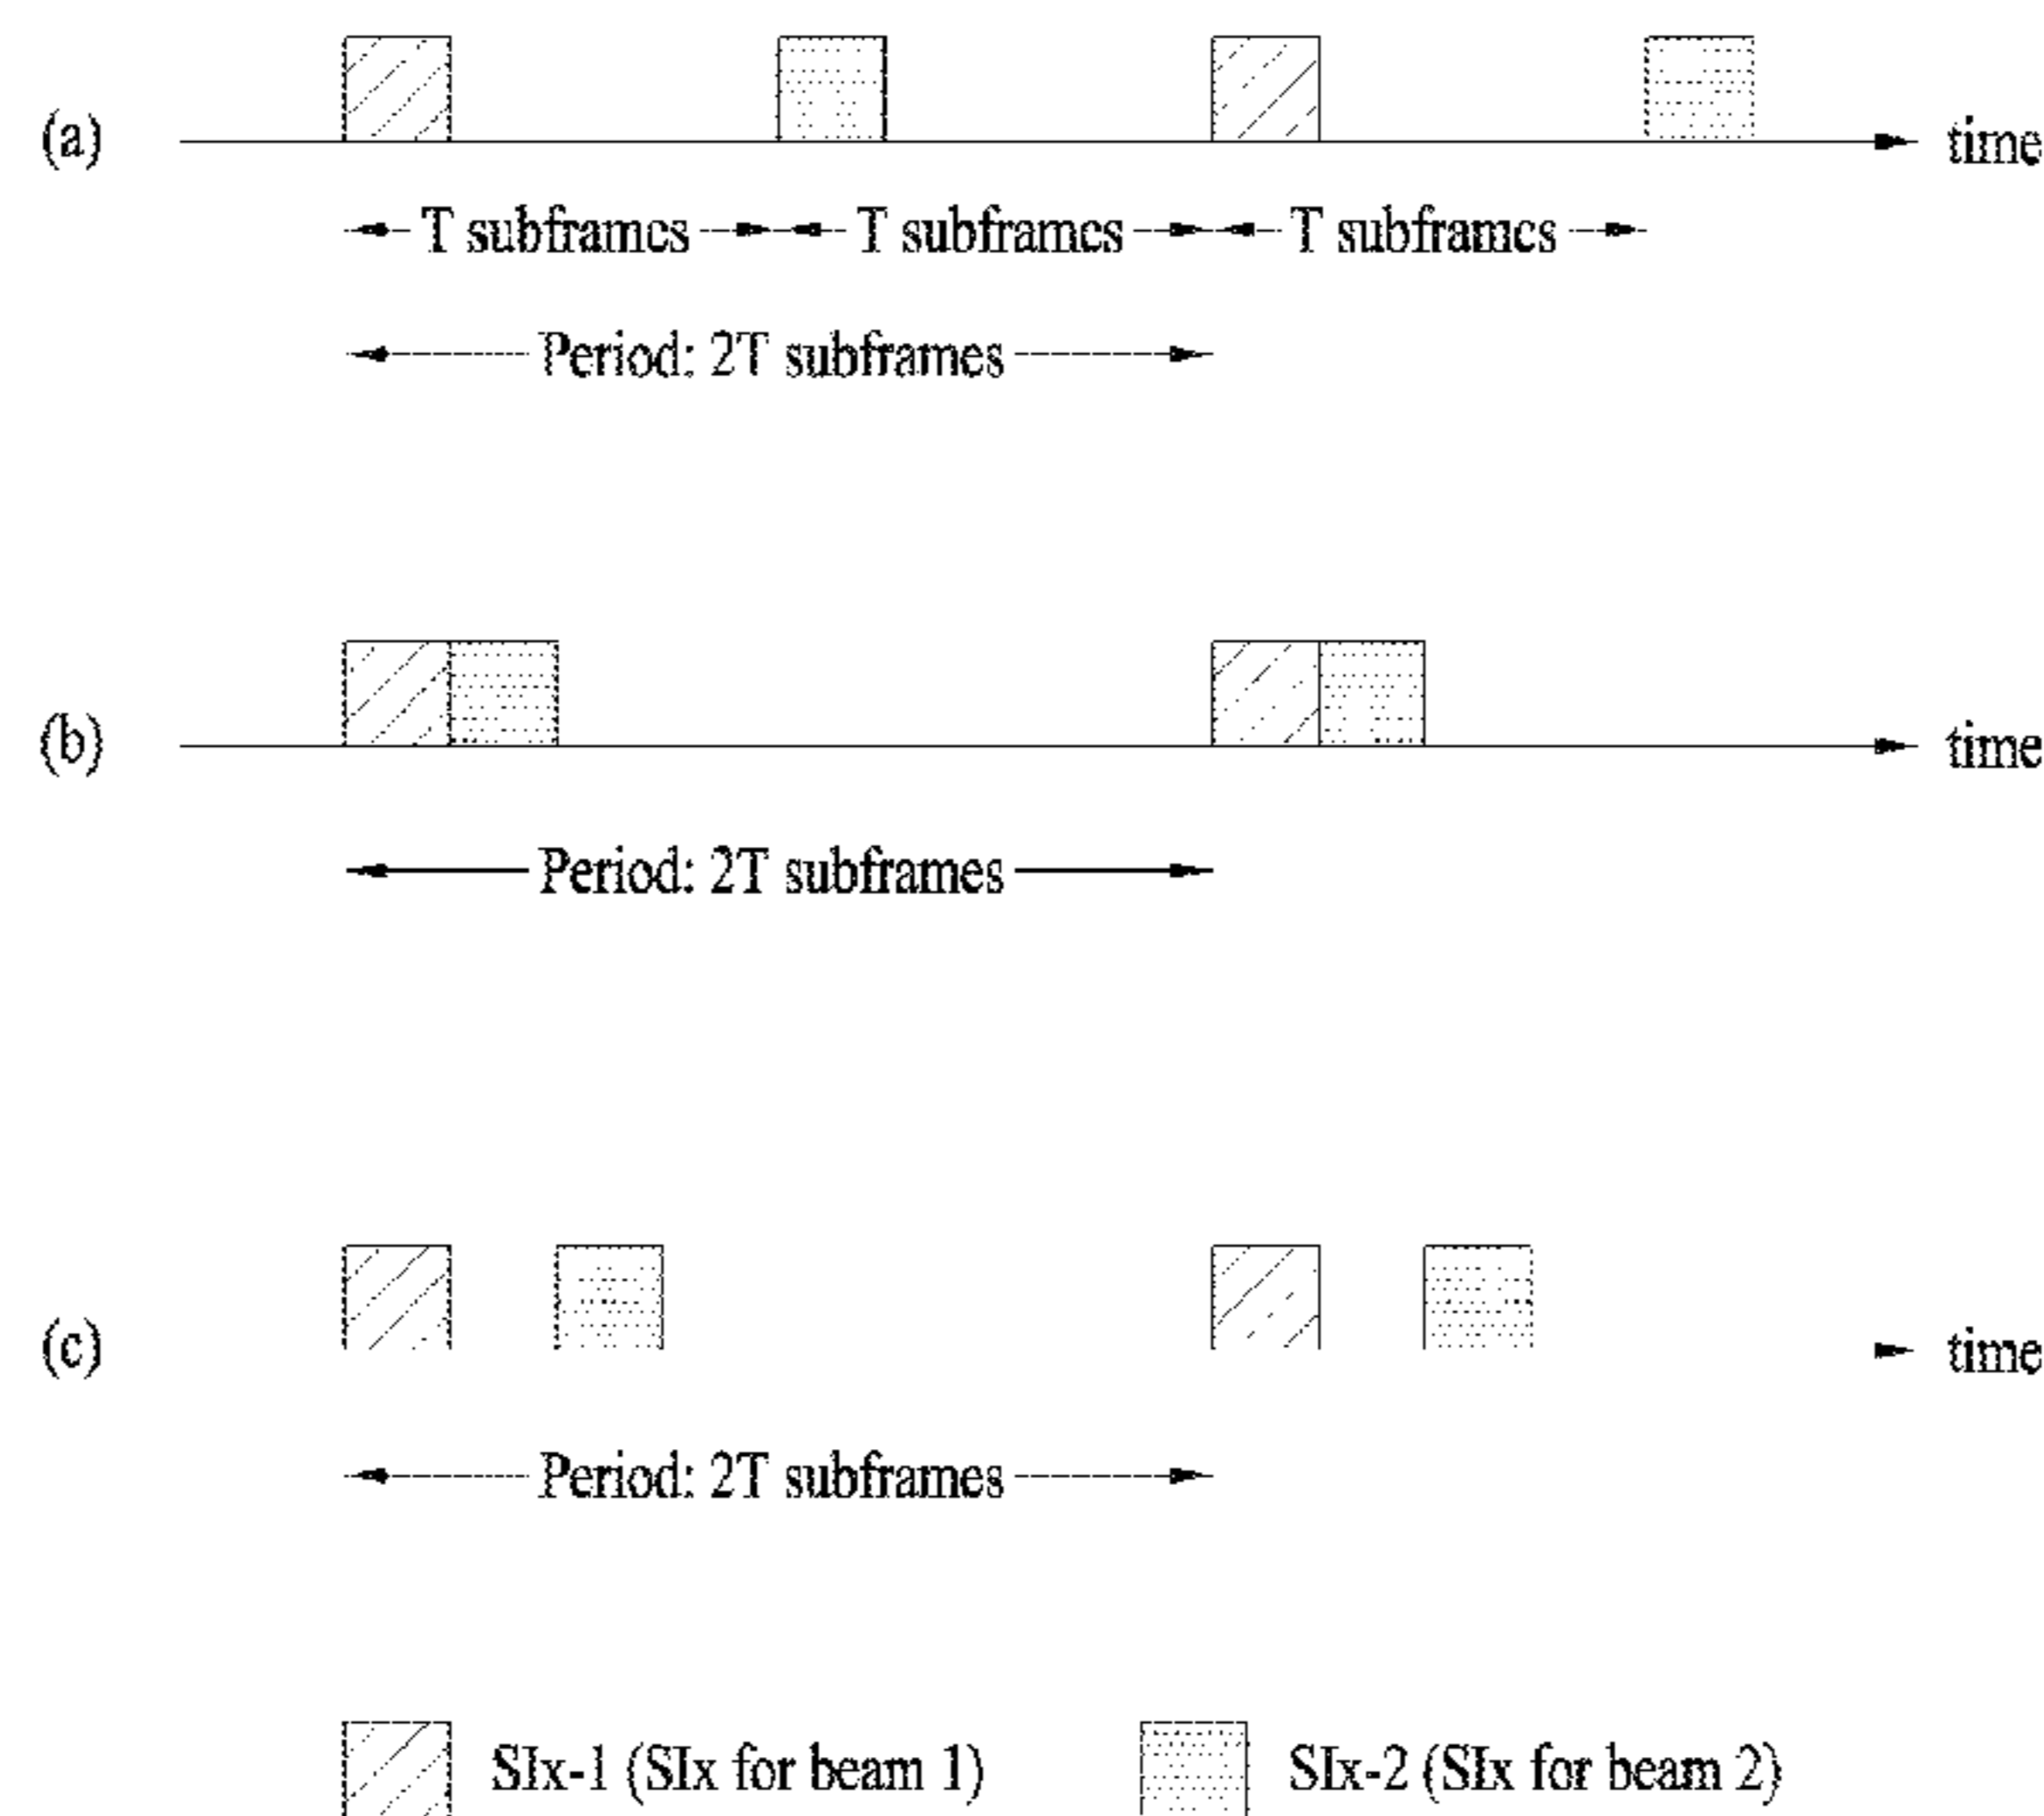 (a)
time
T subframes T subframes T subframes
Period: 2T subframes
(b)
time
Period: 2T subframes
(c)
time
Period: 2T subframes
SIx-1 (SIx for beam 1) SIx-2 (SIx for beam 2)